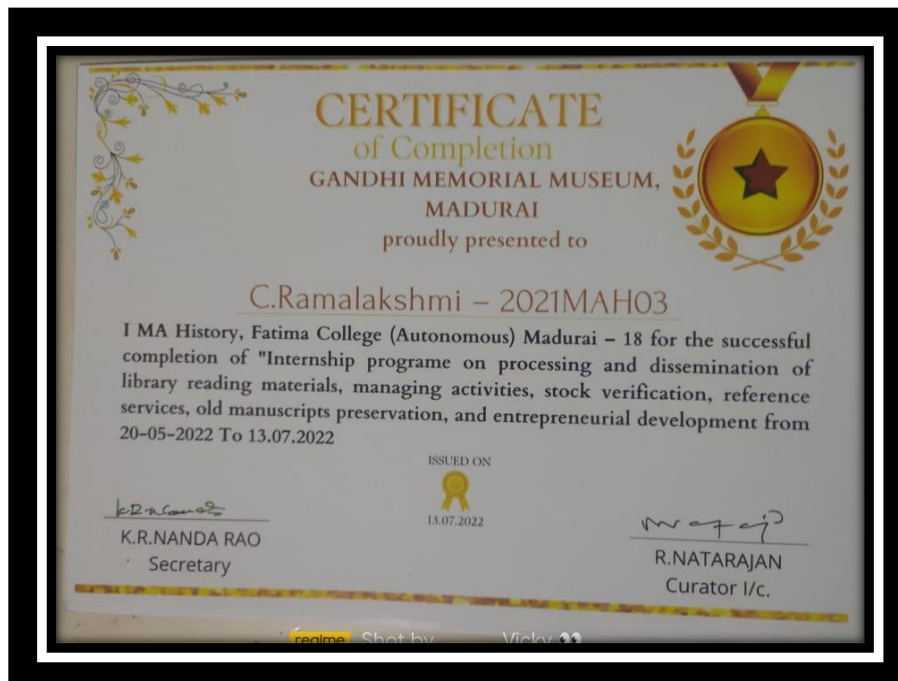 CERTIFICATE
of Completion
GANDHI MEMORIAL MUSEUM,
MADURAI
proudly presented to
C.Ramalakshmi – 2021MAH03
I MA History, Fatima College (Autonomous) Madurai – 18 for the successful
completion of "Internship programe on processing and dissemination of
library reading materials, managing activities, stock verification, reference
services, old manuscripts preservation, and entrepreneurial development from
20-05-2022 To 13.07.2022
ISSUED ON
13.07.2022
K.R.NANDA RAO
Secretary
R.NATARAJAN
Curator I/c.
realme Shot by Vicky 👀